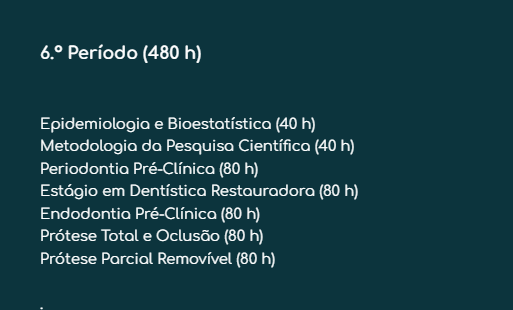 6.º Período (480 h)
Epidemiologia e Bioestatística (40 h)
Metodologia da Pesquisa Científica (40 h)
Periodontia Pré-Clínica (80 h)
Estágio em Dentística Restauradora (80 h)
Endodontia Pré-Clínica (80 h)
Prótese Total e Oclusão (80 h)
Prótese Parcial Removível (80 h)
.